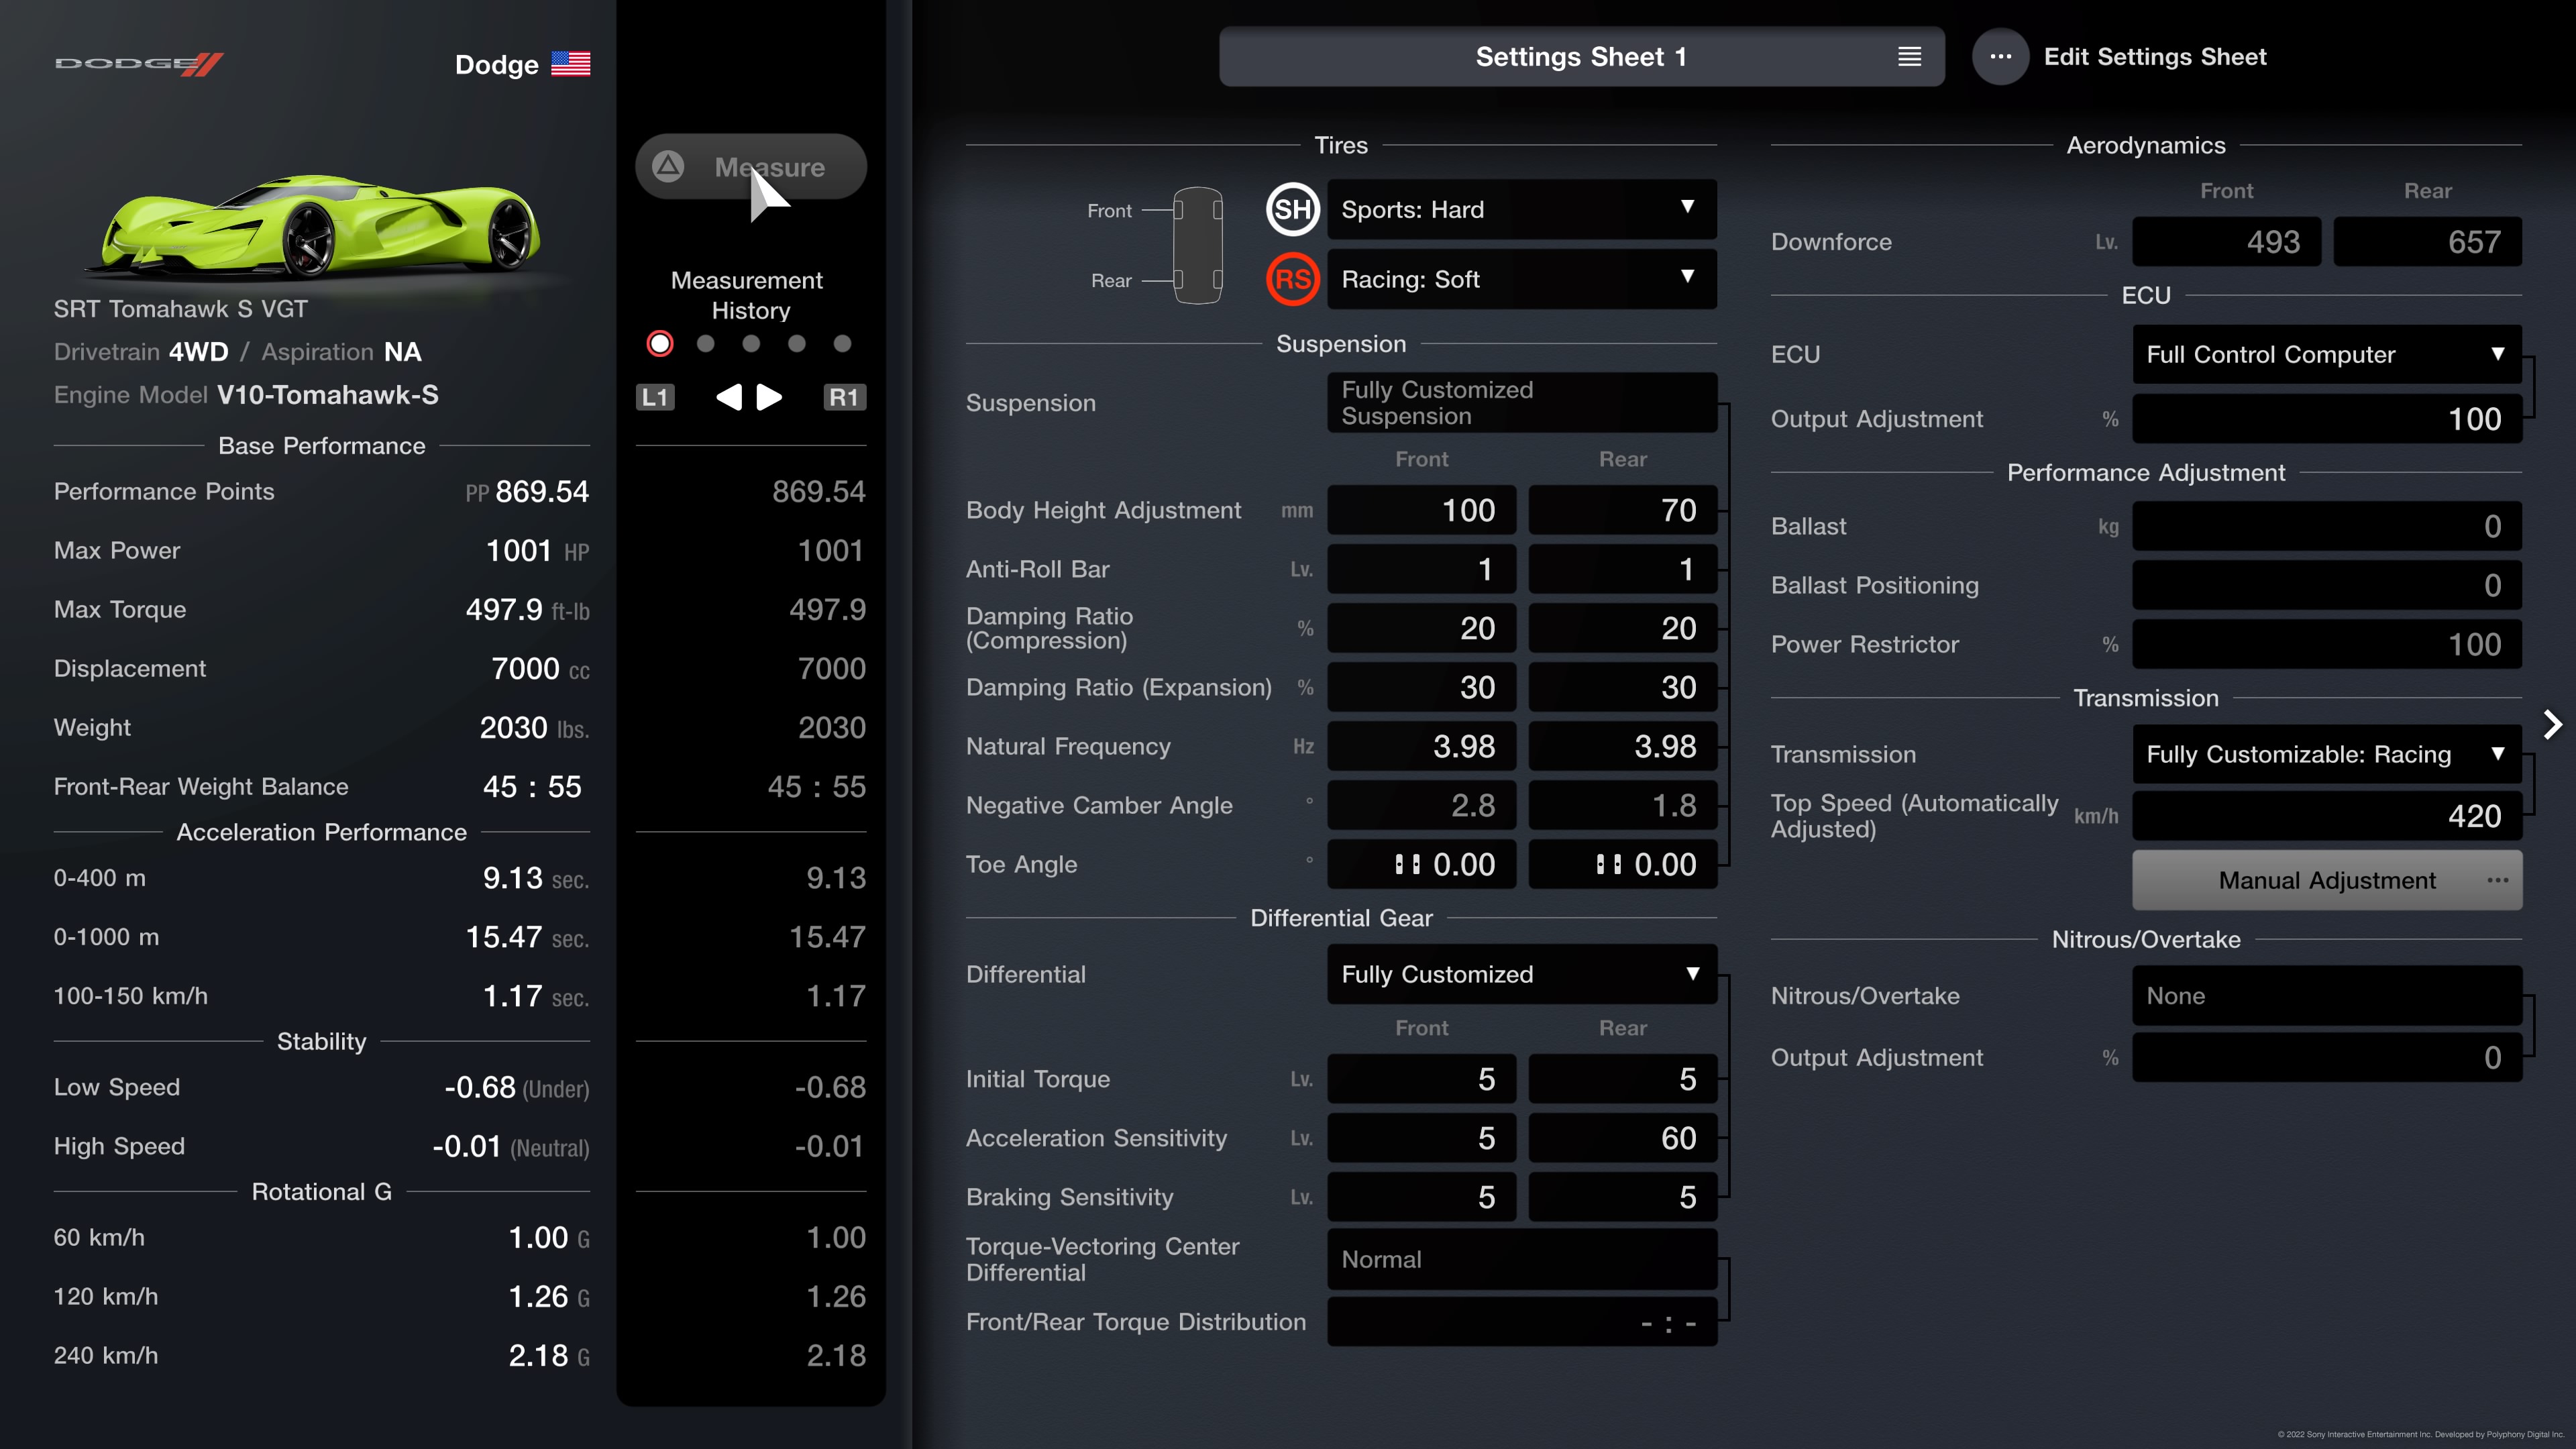 DODGE
Dodge
SRT Tomahawk S VGT
Drivetrain 4WD / Aspiration NA
Engine Model V10-Tomahawk-S
Base Performance
Performance Points PP 869.54
Max Power 1001 HP
Max Torque 497.9 ft-lb
Displacement 7000 cc
Weight 2030 lbs.
Front-Rear Weight Balance 45 : 55
Acceleration Performance
0-400 m 9.13 sec.
0-1000 m 15.47 sec.
100-150 km/h 1.17 sec.
Stability
Low Speed -0.68 (Under)
High Speed -0.01 (Neutral)
Rotational G
60 km/h 1.00 G
120 km/h 1.26 G
240 km/h 2.18 G
Measure
Measurement
History
L1 R1
869.54
1001
497.9
7000
2030
45 : 55
9.13
15.47
1.17
-0.68
-0.01
1.00
1.26
2.18
Settings Sheet 1
Edit Settings Sheet
Tires
Front SH Sports: Hard
Rear RS Racing: Soft
Suspension
Suspension Fully Customized
Suspension
Front Rear
Body Height Adjustment mm 100 70
Anti-Roll Bar Lv. 1 1
Damping Ratio
(Compression) % 20 20
Damping Ratio (Expansion) % 30 30
Natural Frequency Hz 3.98 3.98
Negative Camber Angle ° 2.8 1.8
Toe Angle ° 0.00 0.00
Differential Gear
Differential Fully Customized
Front Rear
Initial Torque Lv. 5 5
Acceleration Sensitivity Lv. 5 60
Braking Sensitivity Lv. 5 5
Torque-Vectoring Center
Differential Normal
Front/Rear Torque Distribution - : -
Aerodynamics
Front Rear
Downforce Lv. 493 657
ECU
ECU Full Control Computer
Output Adjustment % 100
Performance Adjustment
Ballast kg 0
Ballast Positioning 0
Power Restrictor % 100
Transmission
Transmission Fully Customizable: Racing
Top Speed (Automatically
Adjusted) km/h 420
Manual Adjustment
Nitrous/Overtake
Nitrous/Overtake None
Output Adjustment % 0
© 2022 Sony Interactive Entertainment Inc. Developed by Polyphony Digital Inc.